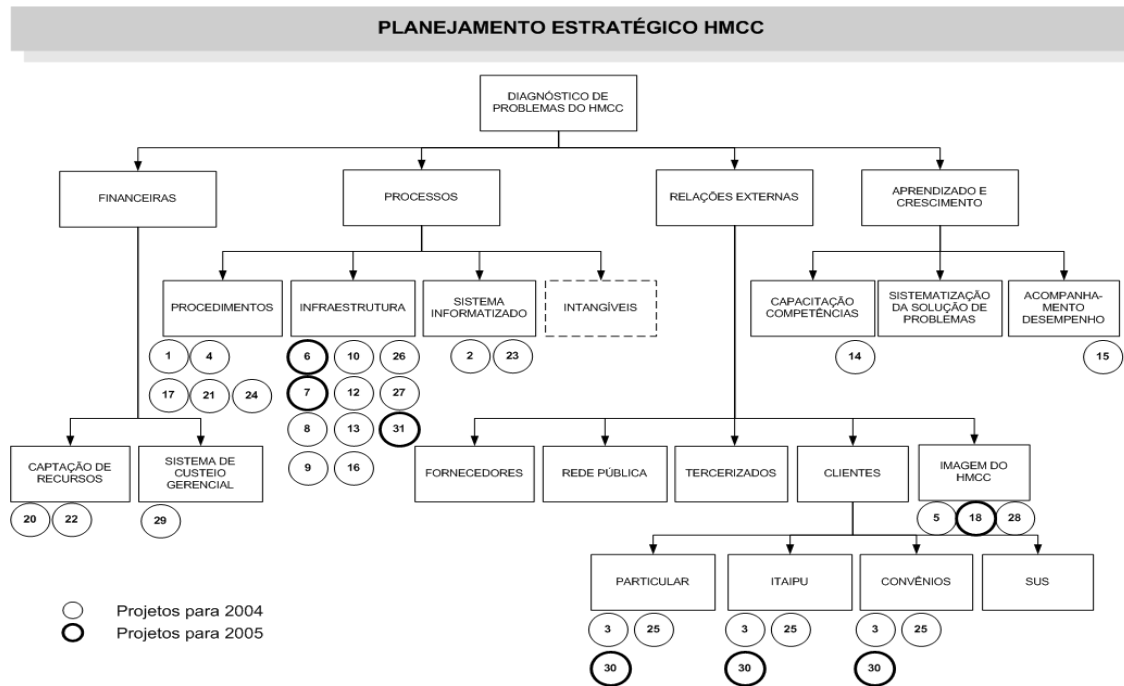 PLANEJAMENTO ESTRATÉGICO HMCC
DIAGNÓSTICO DE
PROBLEMAS DO HMCC
FINANCEIRAS
PROCESSOS
RELAÇÕES EXTERNAS
APRENDIZADO E
CRESCIMENTO
PROCEDIMENTOS
INFRAESTRUTURA
SISTEMA
INFORMATIZADO
INTANGÍVEIS
CAPACITAÇÃO
COMPETÊNCIAS
SISTEMATIZAÇÃO
DA SOLUÇÃO DE
PROBLEMAS
ACOMPANHA-
MENTO
DESEMPENHO
1 4
17 21 24
6 10 26
7 12 27
8 13 31
9 16
2 23
14
15
CAPTAÇÃO DE
RECURSOS
SISTEMA DE
CUSTEIO
GERENCIAL
20 22
29
FORNECEDORES
REDE PÚBLICA
TERCERIZADOS
CLIENTES
IMAGEM DO
HMCC
5 18 28
PARTICULAR
ITAIPU
CONVÊNIOS
SUS
3 25
30
3 25
30
3 25
30
Projetos para 2004
Projetos para 2005